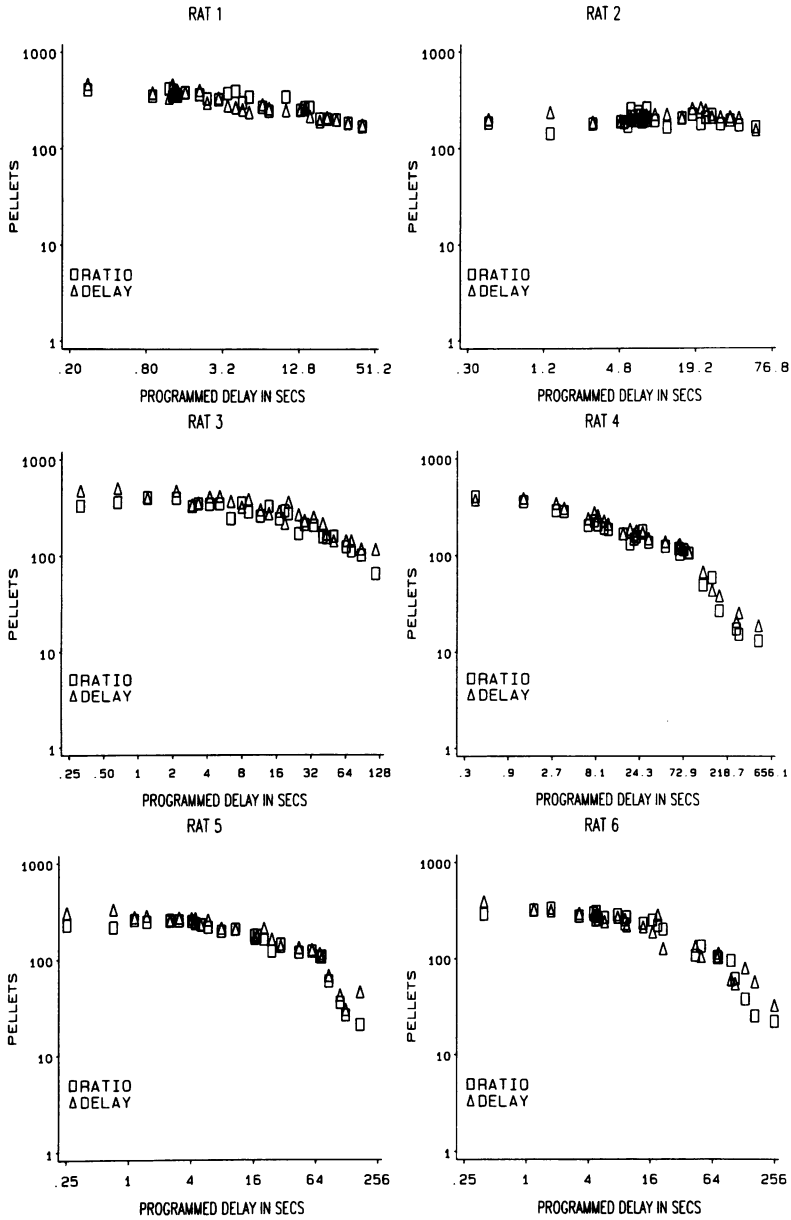 RAT 1
1000
100
10
1
PELLETS
□RATIO
△DELAY
.20 .80 3.2 12.8 51.2
PROGRAMMED DELAY IN SECS
RAT 2
1000
100
10
1
PELLETS
□RATIO
△DELAY
.30 1.2 4.8 19.2 76.8
PROGRAMMED DELAY IN SECS
RAT 3
1000
100
10
1
PELLETS
□RATIO
△DELAY
.25 .50 1 2 4 8 16 32 64 128
PROGRAMMED DELAY IN SECS
RAT 4
1000
100
10
1
PELLETS
□RATIO
△DELAY
.3 .9 2.7 8.1 24.3 72.9 218.7 656.1
PROGRAMMED DELAY IN SECS
RAT 5
1000
100
10
1
PELLETS
□RATIO
△DELAY
.25 1 4 16 64 256
PROGRAMMED DELAY IN SECS
RAT 6
1000
100
10
1
PELLETS
□RATIO
△DELAY
.25 1 4 16 64 256
PROGRAMMED DELAY IN SECS